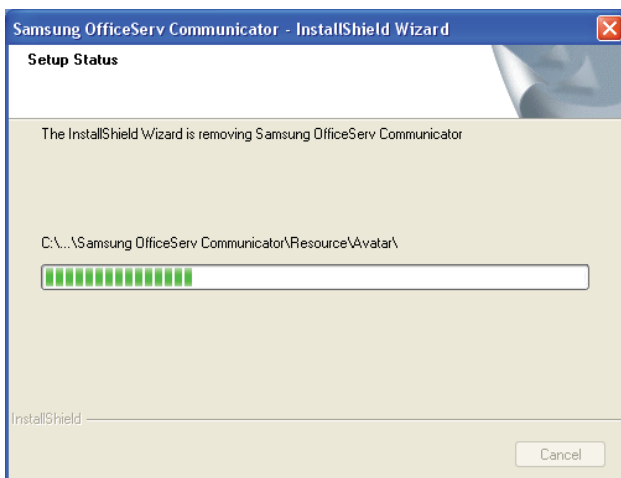 Samsung OfficeServ Communicator - InstallShield Wizard
Setup Status
The InstallShield Wizard is removing Samsung OfficeServ Communicator
C:\...\Samsung OfficeServ Communicator\Resource\Avatar\
InstallShield
Cancel